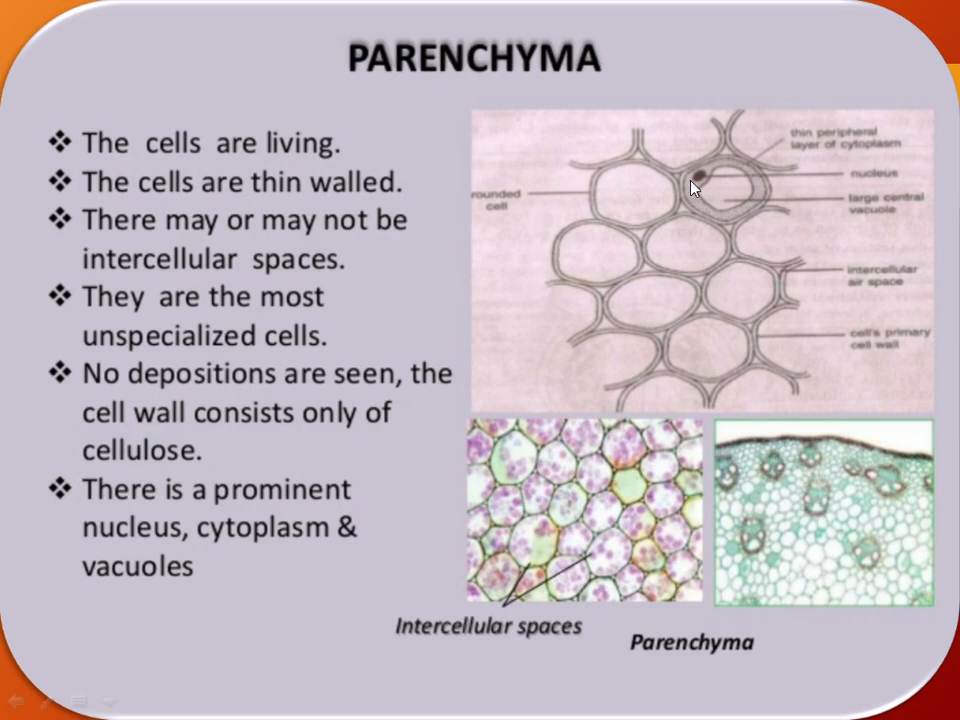 PARENCHYMA
❖ The cells are living.
❖ The cells are thin walled.
❖ There may or may not be
intercellular spaces.
❖ They are the most
unspecialized cells.
❖ No depositions are seen, the
cell wall consists only of
cellulose.
❖ There is a prominent
nucleus, cytoplasm &
vacuoles
thin peripheral
layer of cytoplasm
nucleus
rounded
cell
large central
vacuole
intercellular
air space
cell's primary
cell wall
Intercellular spaces
Parenchyma